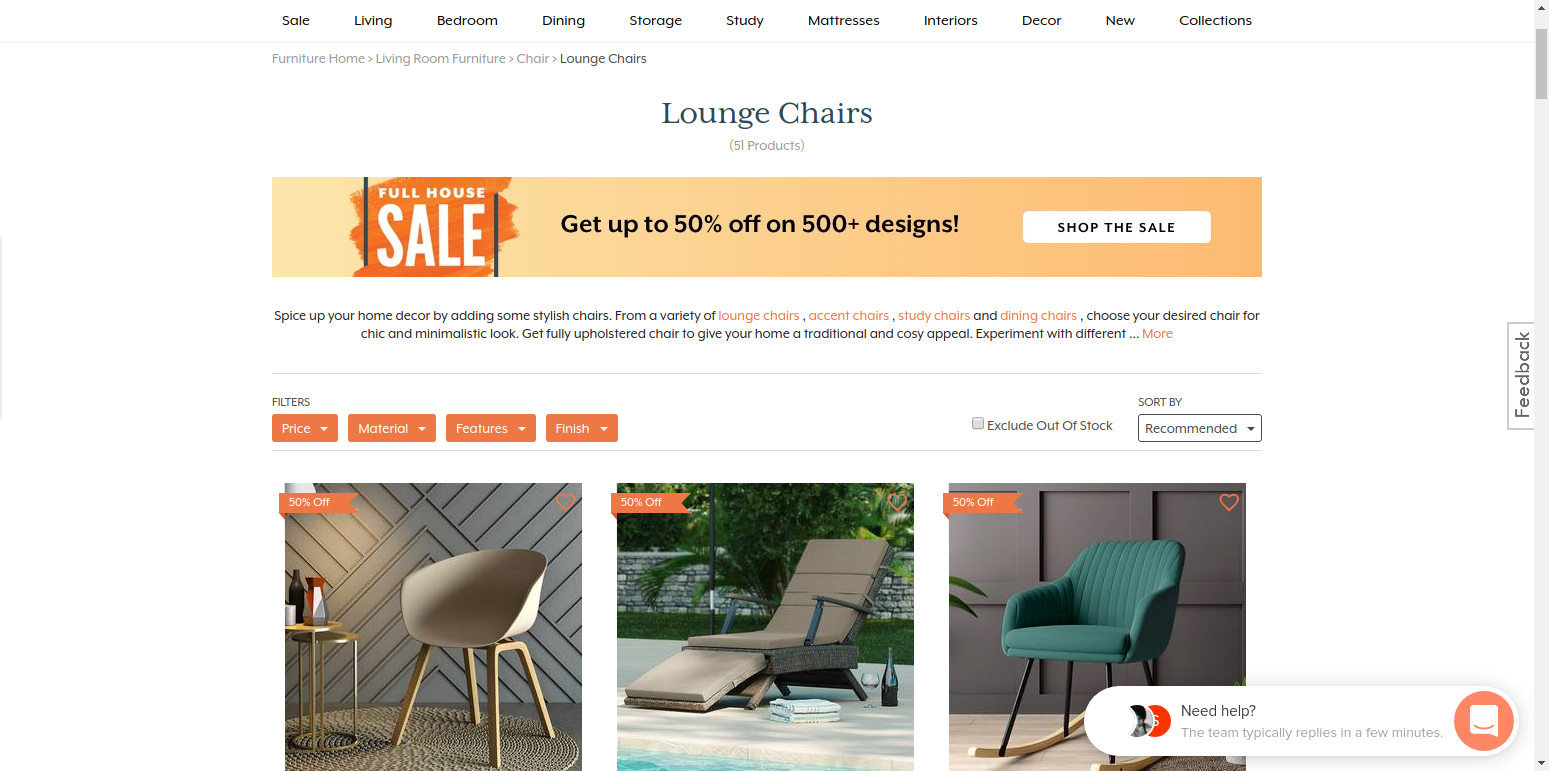 Sale Living Bedroom Dining Storage Study Mattresses Interiors Decor New Collections
Furniture Home > Living Room Furniture > Chair > Lounge Chairs
Lounge Chairs
(51 Products)
FULL HOUSE
SALE
Get up to 50% off on 500+ designs!
SHOP THE SALE
Spice up your home decor by adding some stylish chairs. From a variety of lounge chairs , accent chairs , study chairs and dining chairs , choose your desired chair for
chic and minimalistic look. Get fully upholstered chair to give your home a traditional and cosy appeal. Experiment with different ... More
Feedback
FILTERS
Price Material Features Finish
Exclude Out Of Stock
SORT BY
Recommended
50% Off
50% Off
50% Off
S
Need help?
The team typically replies in a few minutes.